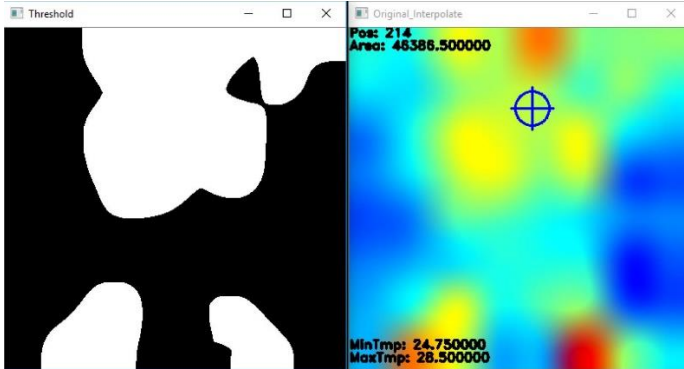 Threshold
Original_Interpolate
Pos: 214
Area: 46386.500000
MinTmp: 24.750000
MaxTmp: 28.500000